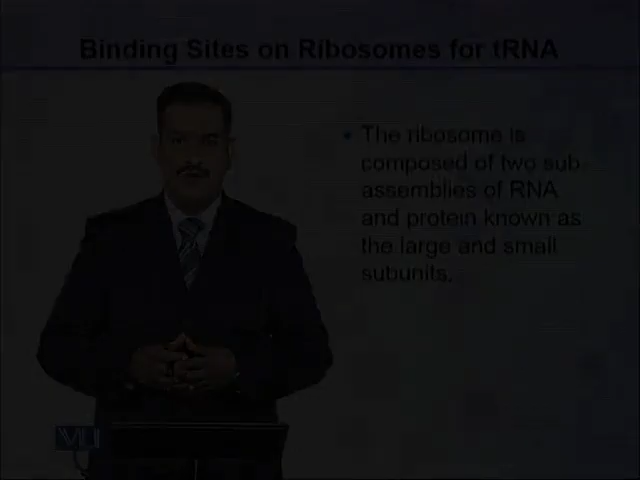 Binding Sites on Ribosomes for tRNA
• The ribosome is
composed of two sub
assemblies of RNA
and protein known as
the large and small
subunits.
VU